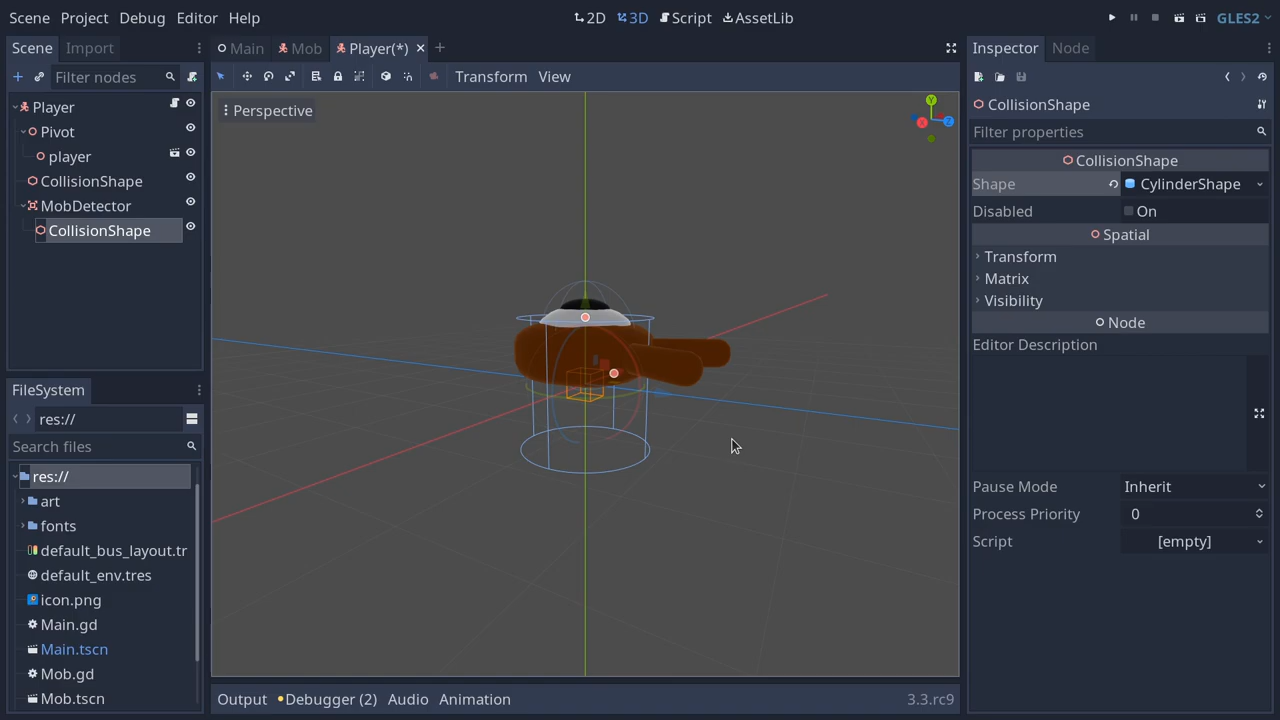 Scene Project Debug Editor Help
2D 3D Script AssetLib
GLES2
Scene Import
Main Mob Player(*)
Inspector Node
Filter nodes
Transform View
Perspective
Y
X
Z
Player
Pivot
player
CollisionShape
MobDetector
CollisionShape
CollisionShape
Filter properties
CollisionShape
Shape CylinderShape
Disabled On
Spatial
Transform
Matrix
Visibility
Node
Editor Description
Pause Mode Inherit
Process Priority 0
Script [empty]
FileSystem
res://
Search files
res://
art
fonts
default_bus_layout.tr
default_env.tres
icon.png
Main.gd
Main.tscn
Mob.gd
Mob.tscn
Output Debugger (2) Audio Animation 3.3.rc9